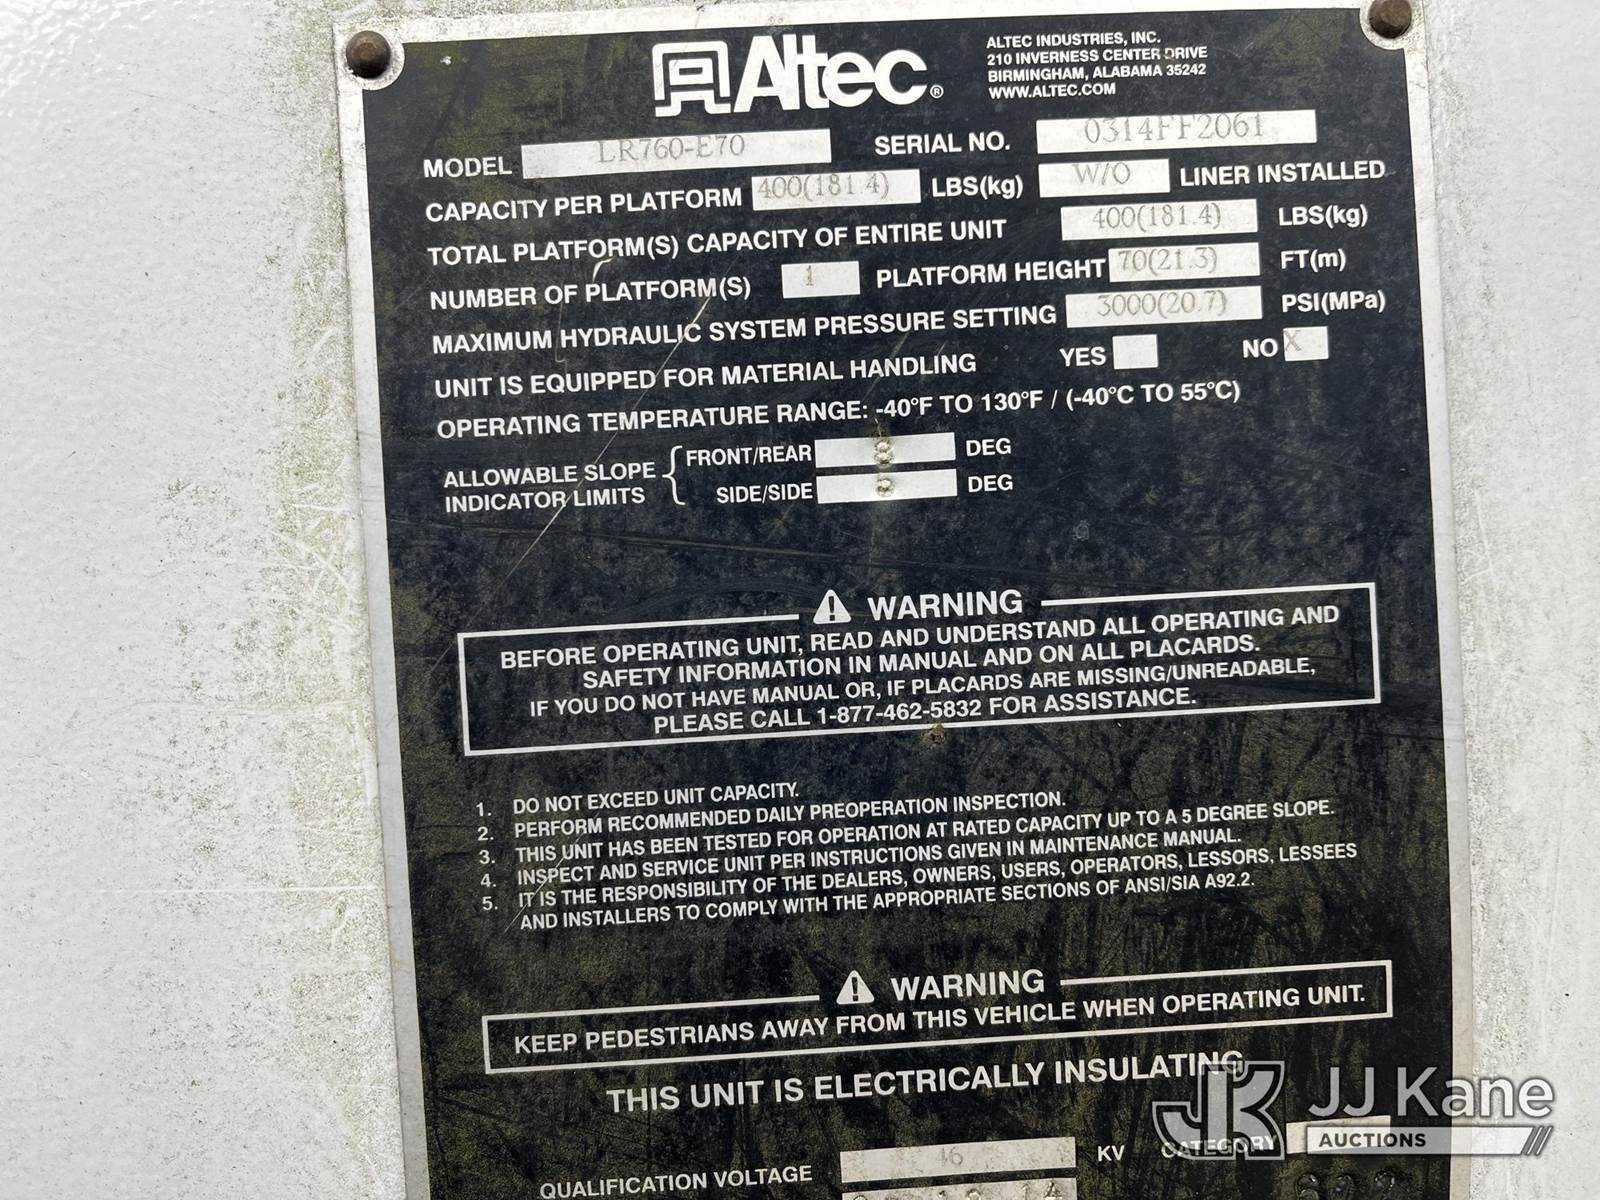 Altec®
ALTEC INDUSTRIES, INC.
210 INVERNESS CENTER DRIVE
BIRMINGHAM, ALABAMA 35242
WWW.ALTEC.COM
MODEL LR760-E70 SERIAL NO. 0314FF2061
CAPACITY PER PLATFORM 400(181.4) LBS(kg) W/O LINER INSTALLED
TOTAL PLATFORM(S) CAPACITY OF ENTIRE UNIT 400(181.4) LBS(kg)
NUMBER OF PLATFORM(S) 1 PLATFORM HEIGHT 70(21.3) FT(m)
MAXIMUM HYDRAULIC SYSTEM PRESSURE SETTING 3000(20.7) PSI(MPa)
UNIT IS EQUIPPED FOR MATERIAL HANDLING YES NO X
OPERATING TEMPERATURE RANGE: -40°F TO 130°F / (-40°C TO 55°C)
ALLOWABLE SLOPE INDICATOR LIMITS
FRONT/REAR DEG
SIDE/SIDE DEG
⚠ WARNING
BEFORE OPERATING UNIT, READ AND UNDERSTAND ALL OPERATING AND
SAFETY INFORMATION IN MANUAL AND ON ALL PLACARDS.
IF YOU DO NOT HAVE MANUAL OR, IF PLACARDS ARE MISSING/UNREADABLE,
PLEASE CALL 1-877-462-5832 FOR ASSISTANCE.
1. DO NOT EXCEED UNIT CAPACITY.
2. PERFORM RECOMMENDED DAILY PREOPERATION INSPECTION.
3. THIS UNIT HAS BEEN TESTED FOR OPERATION AT RATED CAPACITY UP TO A 5 DEGREE SLOPE.
4. INSPECT AND SERVICE UNIT PER INSTRUCTIONS GIVEN IN MAINTENANCE MANUAL.
5. IT IS THE RESPONSIBILITY OF THE DEALERS, OWNERS, USERS, OPERATORS, LESSORS, LESSEES
AND INSTALLERS TO COMPLY WITH THE APPROPRIATE SECTIONS OF ANSI/SIA A92.2.
⚠ WARNING
KEEP PEDESTRIANS AWAY FROM THIS VEHICLE WHEN OPERATING UNIT.
THIS UNIT IS ELECTRICALLY INSULATING
QUALIFICATION VOLTAGE 46 KV CATEGORY
JK JJ Kane
AUCTIONS